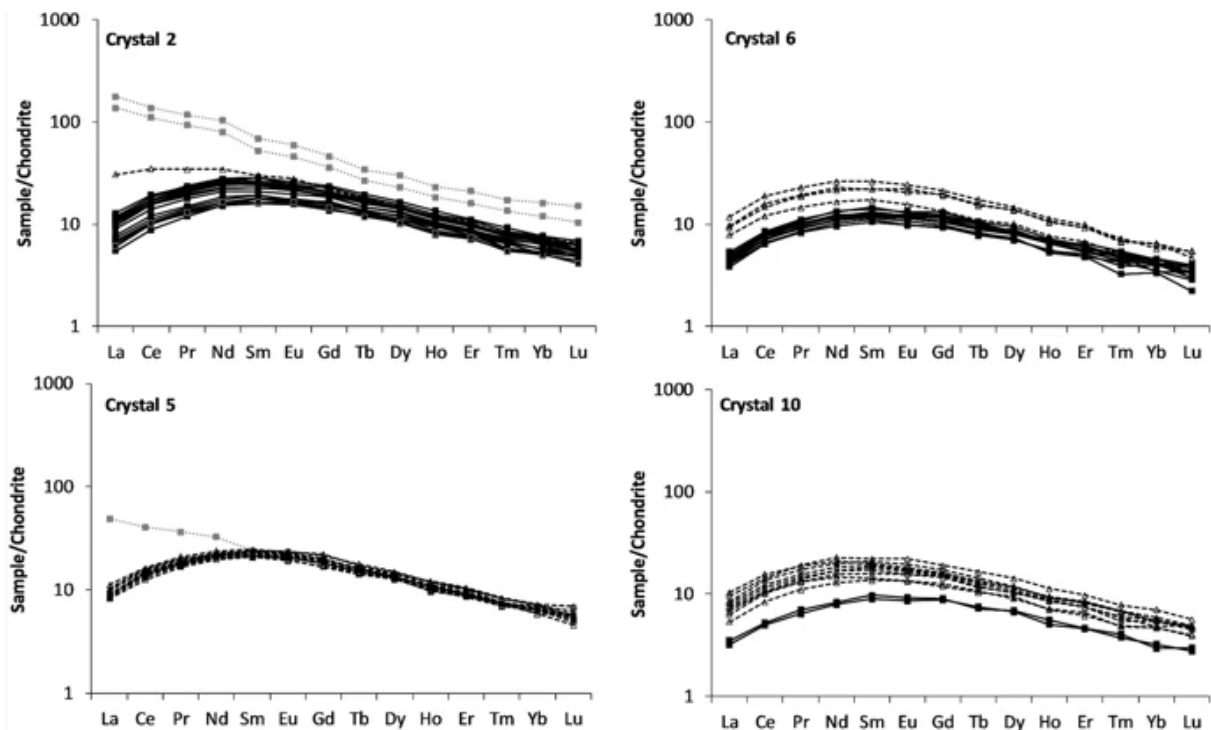 Crystal 2
Sample/Chondrite
1000
100
10
1
La Ce Pr Nd Sm Eu Gd Tb Dy Ho Er Tm Yb Lu
Crystal 6
Sample/Chondrite
1000
100
10
1
La Ce Pr Nd Sm Eu Gd Tb Dy Ho Er Tm Yb Lu
Crystal 5
Sample/Chondrite
1000
100
10
1
La Ce Pr Nd Sm Eu Gd Tb Dy Ho Er Tm Yb Lu
Crystal 10
Sample/Chondrite
1000
100
10
1
La Ce Pr Nd Sm Eu Gd Tb Dy Ho Er Tm Yb Lu